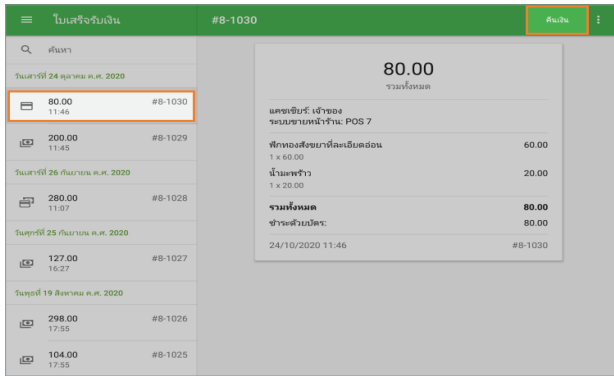 ใบเสร็จรับเงิน
#8-1030
คืนเงิน
ค้นหา
วันเสาร์ที่ 24 ตุลาคม ค.ศ. 2020
80.00 #8-1030
11:46
200.00 #8-1029
11:45
วันเสาร์ที่ 26 กันยายน ค.ศ. 2020
280.00 #8-1028
11:07
วันศุกร์ที่ 25 กันยายน ค.ศ. 2020
127.00 #8-1027
16:27
วันพุธที่ 19 สิงหาคม ค.ศ. 2020
298.00 #8-1026
17:55
104.00 #8-1025
17:55
80.00
รวมทั้งหมด
แคชเชียร์: เจ้าของ
ระบบขายหน้าร้าน: POS 7
ฟักทองสังขยาที่ละเอียดอ่อน 60.00
1 x 60.00
น้ำมะพร้าว 20.00
1 x 20.00
รวมทั้งหมด 80.00
ชำระด้วยบัตร: 80.00
24/10/2020 11:46 #8-1030